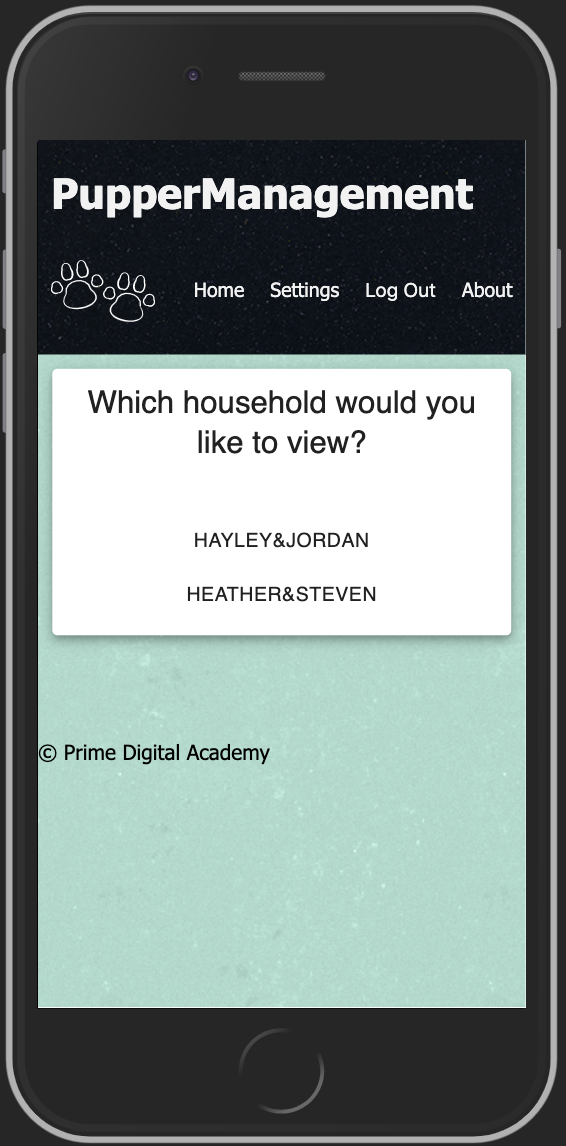 PupperManagement
Home Settings Log Out About
Which household would you
like to view?
HAYLEY&JORDAN
HEATHER&STEVEN
© Prime Digital Academy